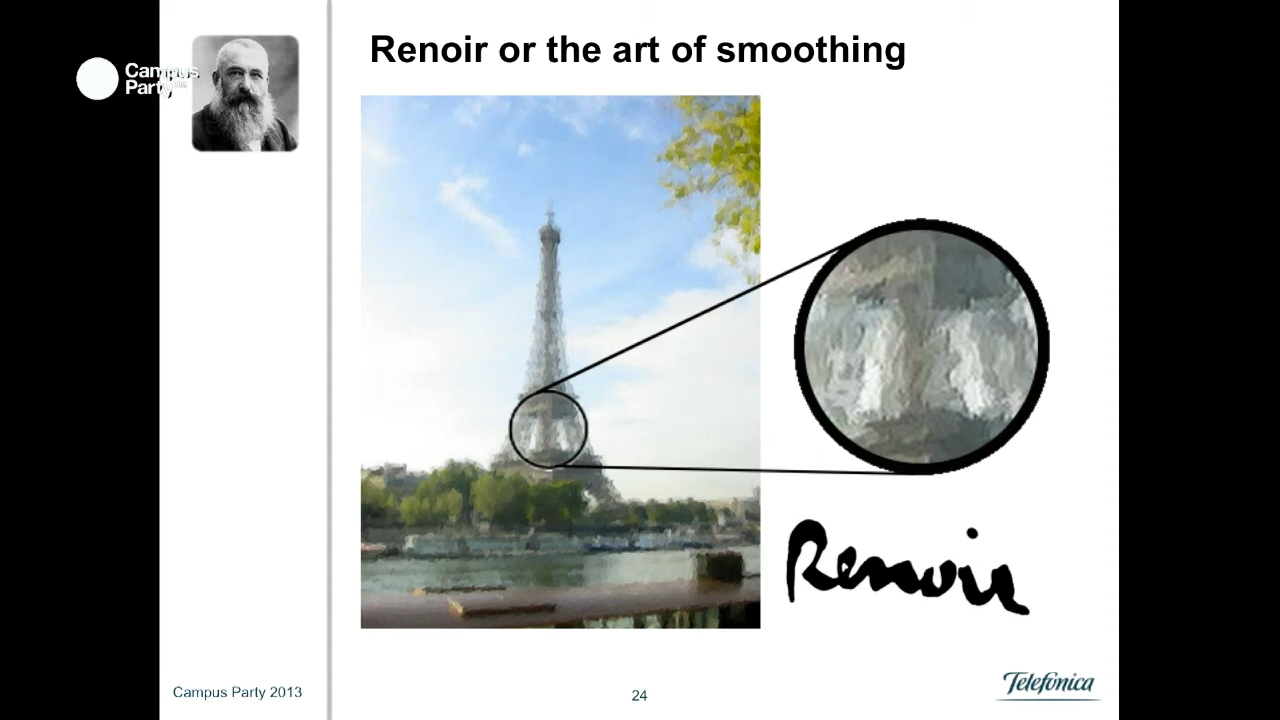 Renoir or the art of smoothing
Campus
Party
Renoir
Campus Party 2013
24
Telefónica